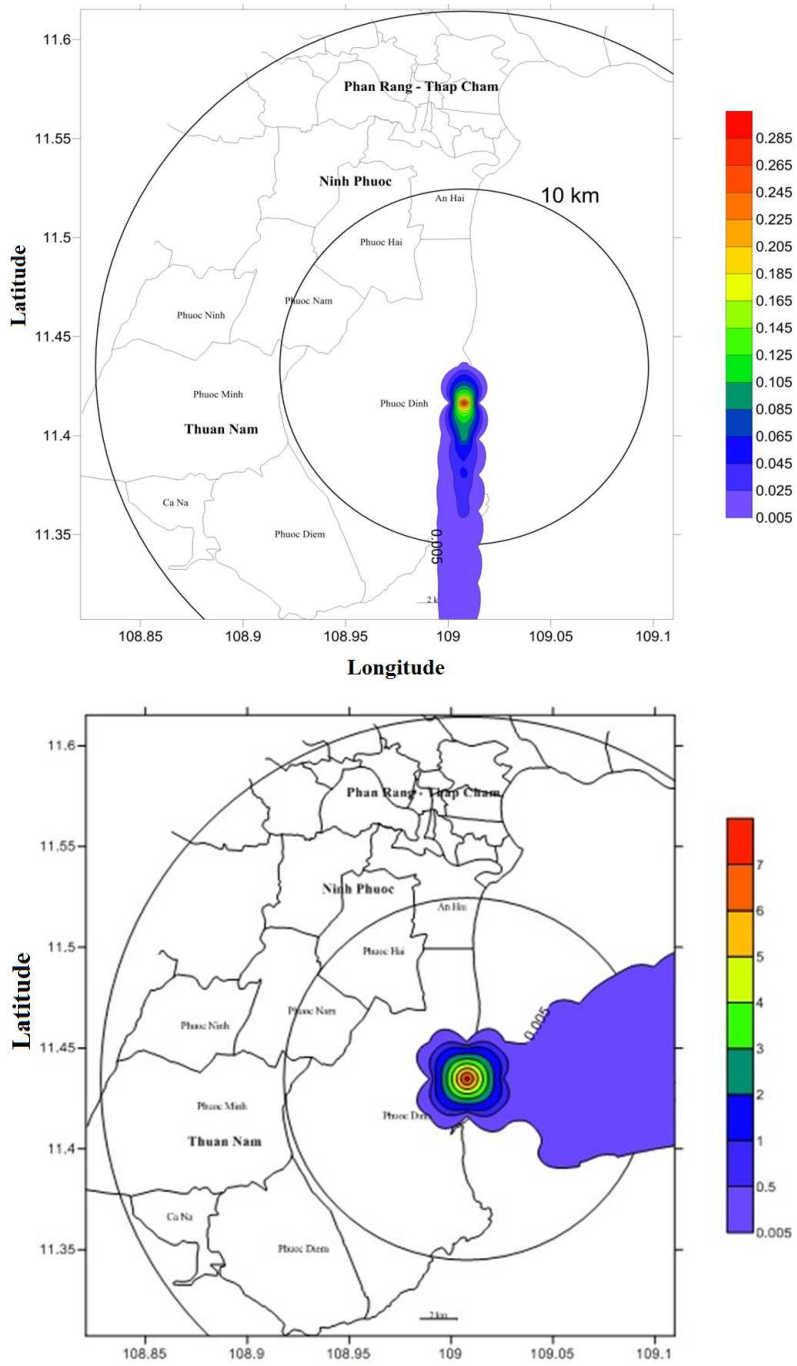 11.6
Phan Rang - Thap Cham
11.55
Ninh Phuoc
10 km
An Hai
11.5
Phuoc Hai
Phuoc Nam
Phuoc Ninh
11.45
Phuoc Minh
Phuoc Dinh
Thuan Nam
11.4
Ca Na
Phuoc Diem
11.35
0.005
Latitude
108.85 108.9 108.95 109 109.05 109.1
Longitude
0.285
0.265
0.245
0.225
0.205
0.185
0.165
0.145
0.125
0.105
0.085
0.065
0.045
0.025
0.005
11.6
Phan Rang - Thap Cham
11.55
Ninh Phuoc
An Hai
11.5
Phuoc Hai
Phuoc Nam
Phuoc Ninh
0.005
11.45
Phuoc Minh
Phuoc
Thuan Nam
11.4
Ca Na
Phuoc Diem
11.35
2 km
Latitude
108.85 108.9 108.95 109 109.05 109.1
7
6
5
4
3
2
1
0.5
0.005